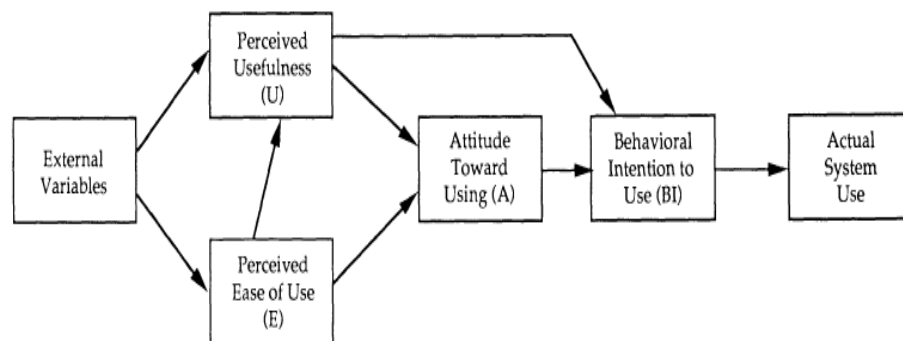 Perceived
Usefulness
(U)
External
Variables
Attitude
Toward
Using (A)
Behavioral
Intention to
Use (BI)
Actual
System
Use
Perceived
Ease of Use
(E)